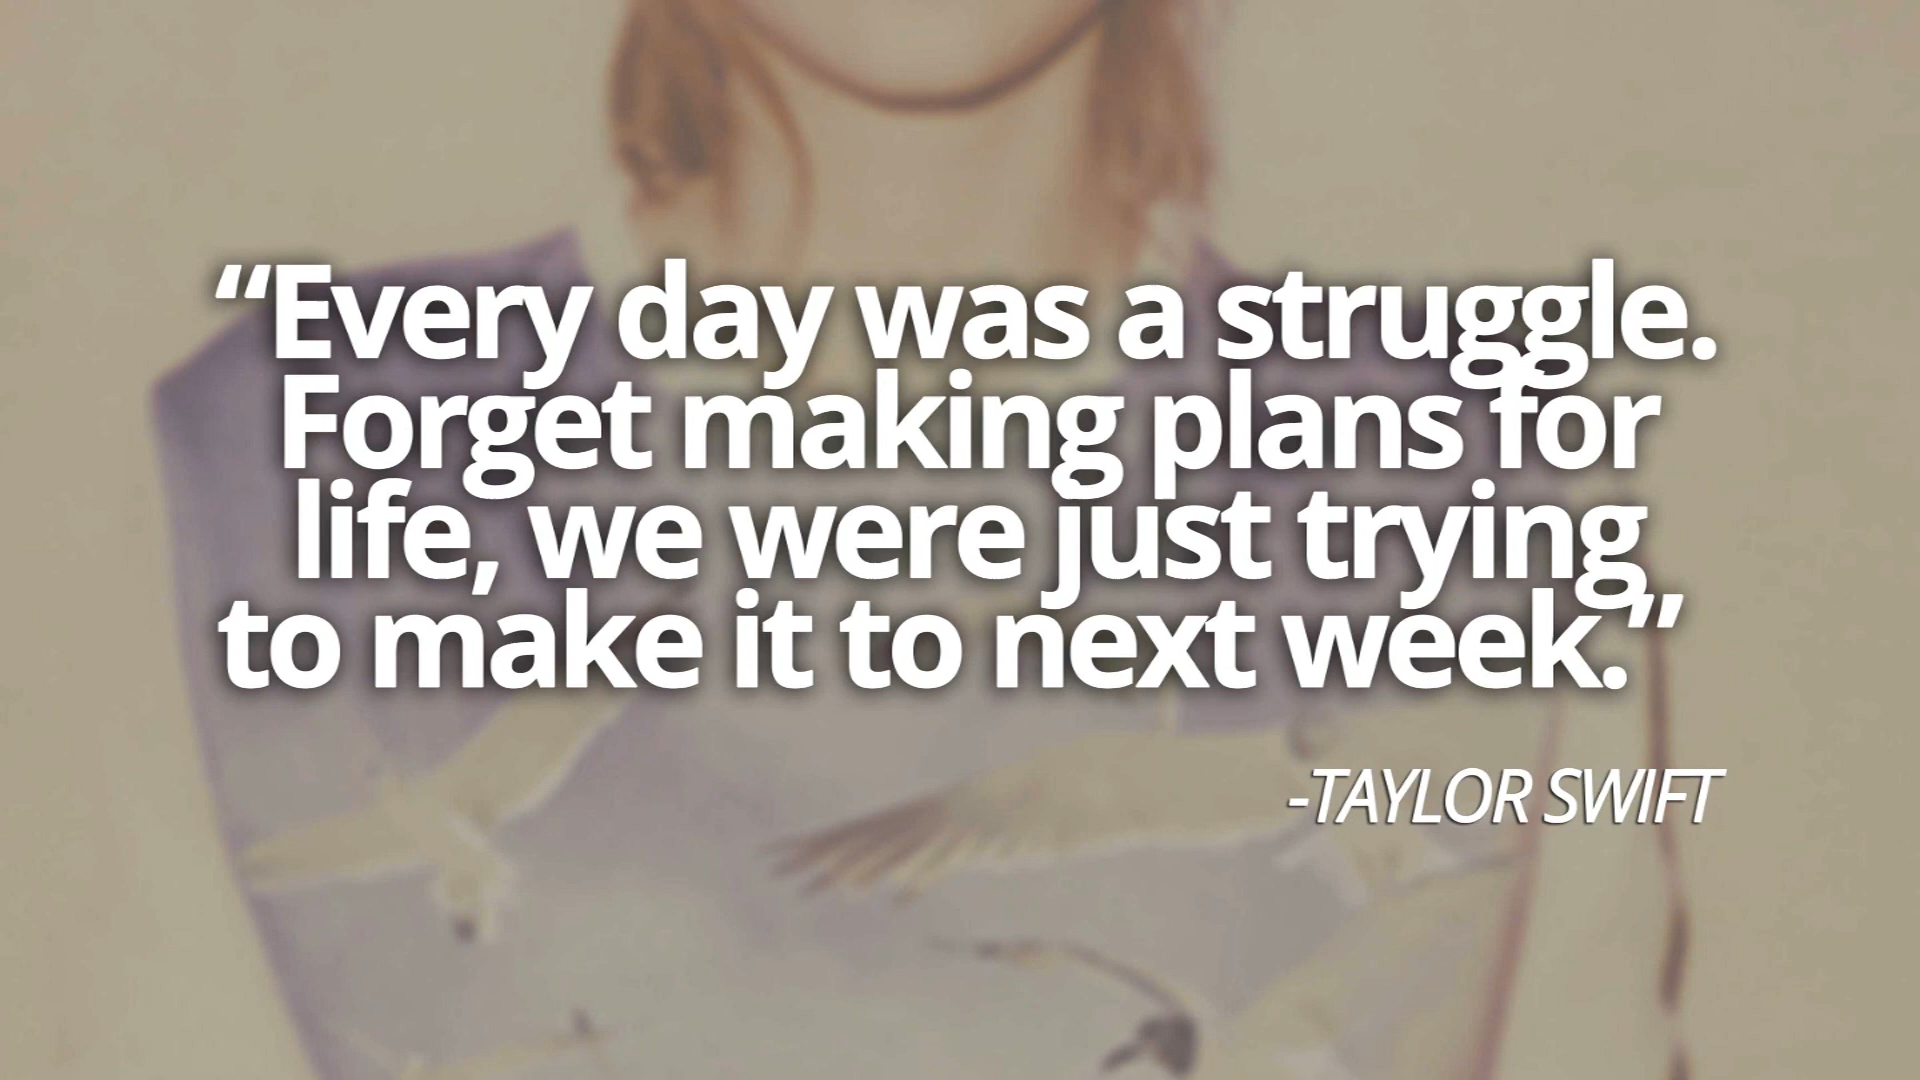 “Every day was a struggle.
Forget making plans for
life, we were just trying
to make it to next week.”
-TAYLOR SWIFT